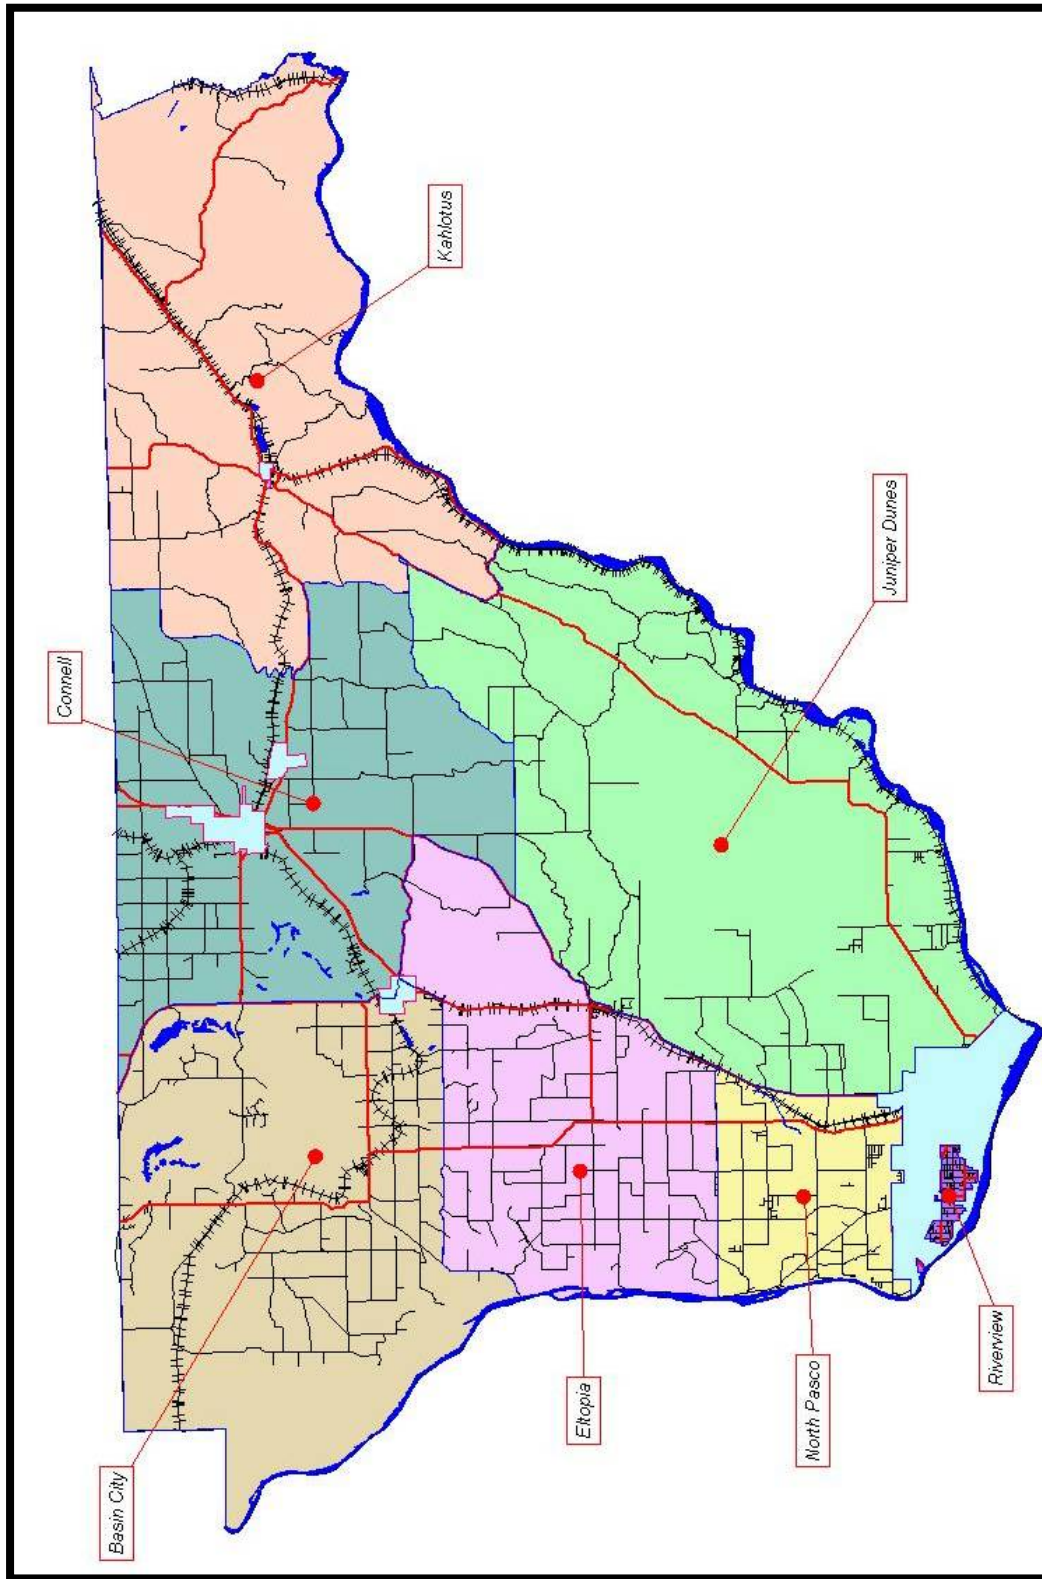 Basin City
Connell
Kahlotus
Eltopia
North Pasco
Riverview
Juniper Dunes